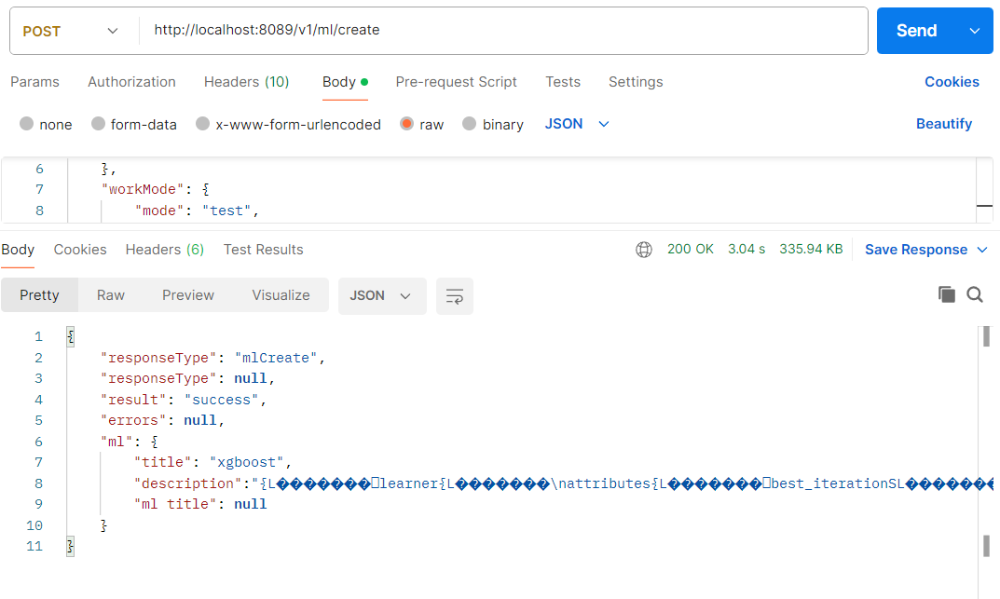 POST http://localhost:8089/v1/ml/create Send
Params Authorization Headers (10) Body Pre-request Script Tests Settings Cookies
none form-data x-www-form-urlencoded raw binary JSON Beautify
6 },
7 "workMode": {
8 "mode": "test",
Body Cookies Headers (6) Test Results 200 OK 3.04 s 335.94 KB Save Response
Pretty Raw Preview Visualize JSON
1 {
2 "responseType": "mlCreate",
3 "responseType": null,
4 "result": "success",
5 "errors": null,
6 "ml": {
7 "title": "xgboost",
8 "description":"{L�������□learner{L�������\nattributes{L�������□best_iterationSL�������
9 "ml title": null
10 }
11 }